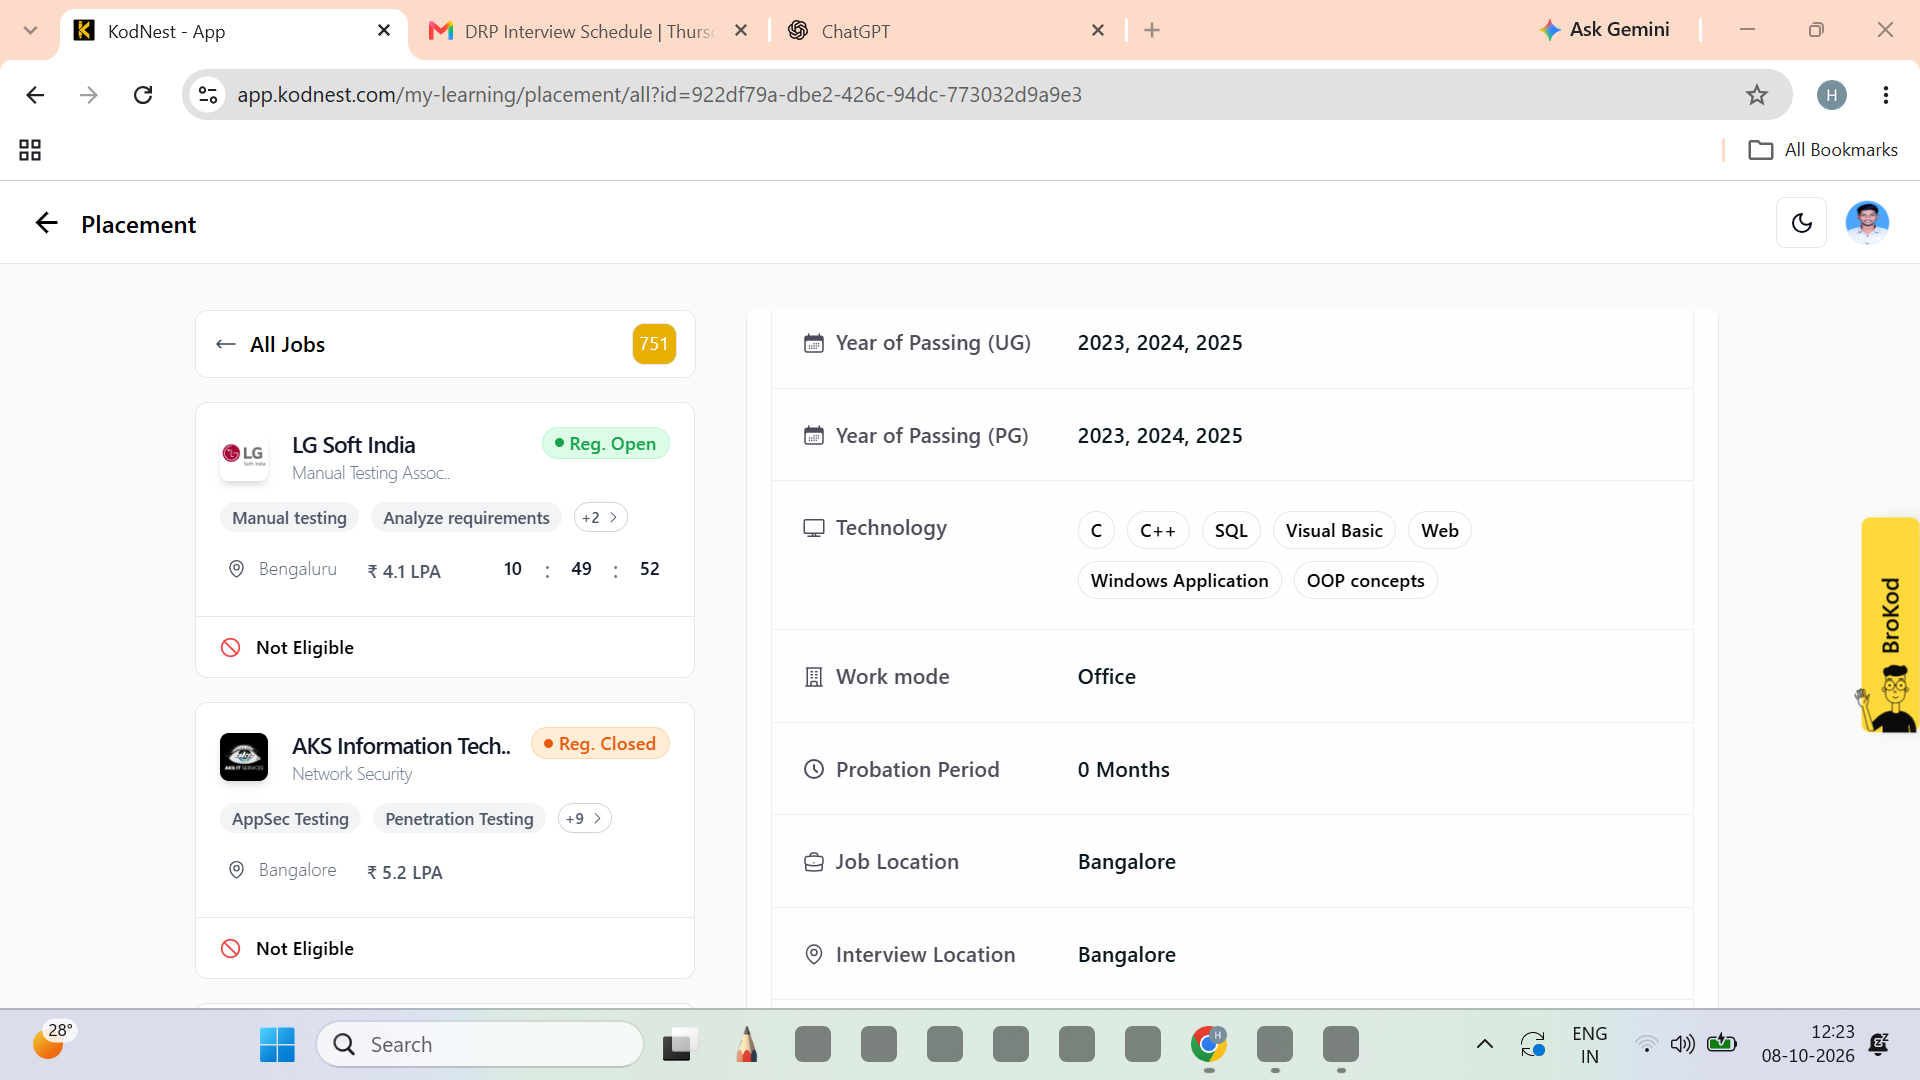 KodNest - App
DRP Interview Schedule | Thurs
ChatGPT
Ask Gemini
app.kodnest.com/my-learning/placement/all?id=922df79a-dbe2-426c-94dc-773032d9a9e3
H
All Bookmarks
Placement
All Jobs
751
LG Soft India
Reg. Open
Manual Testing Assoc..
LG
Soft India
Manual testing
Analyze requirements
+2
Bengaluru
₹ 4.1 LPA
10 : 49 : 52
Not Eligible
AKS Information Tech..
Reg. Closed
Network Security
AKS IT SERVICES
AppSec Testing
Penetration Testing
+9
Bangalore
₹ 5.2 LPA
Not Eligible
Year of Passing (UG)
2023, 2024, 2025
Year of Passing (PG)
2023, 2024, 2025
Technology
C
C++
SQL
Visual Basic
Web
Windows Application
OOP concepts
Work mode
Office
Probation Period
0 Months
Job Location
Bangalore
Interview Location
Bangalore
BroKod
28°
Search
H
ENG
IN
12:23
08-10-2026